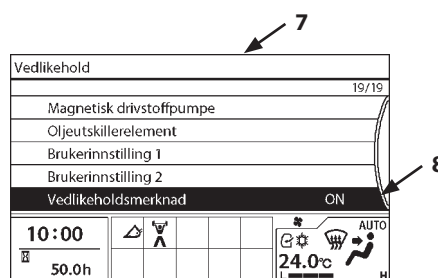 7
Vedlikehold
19/19
Magnetisk drivstoffpumpe
Oljeutskillerelement
Brukerinnstilling 1
Brukerinnstilling 2
8
Vedlikeholdsmerknad ON
10:00
AUTO
50.0h
24.0°C
L H